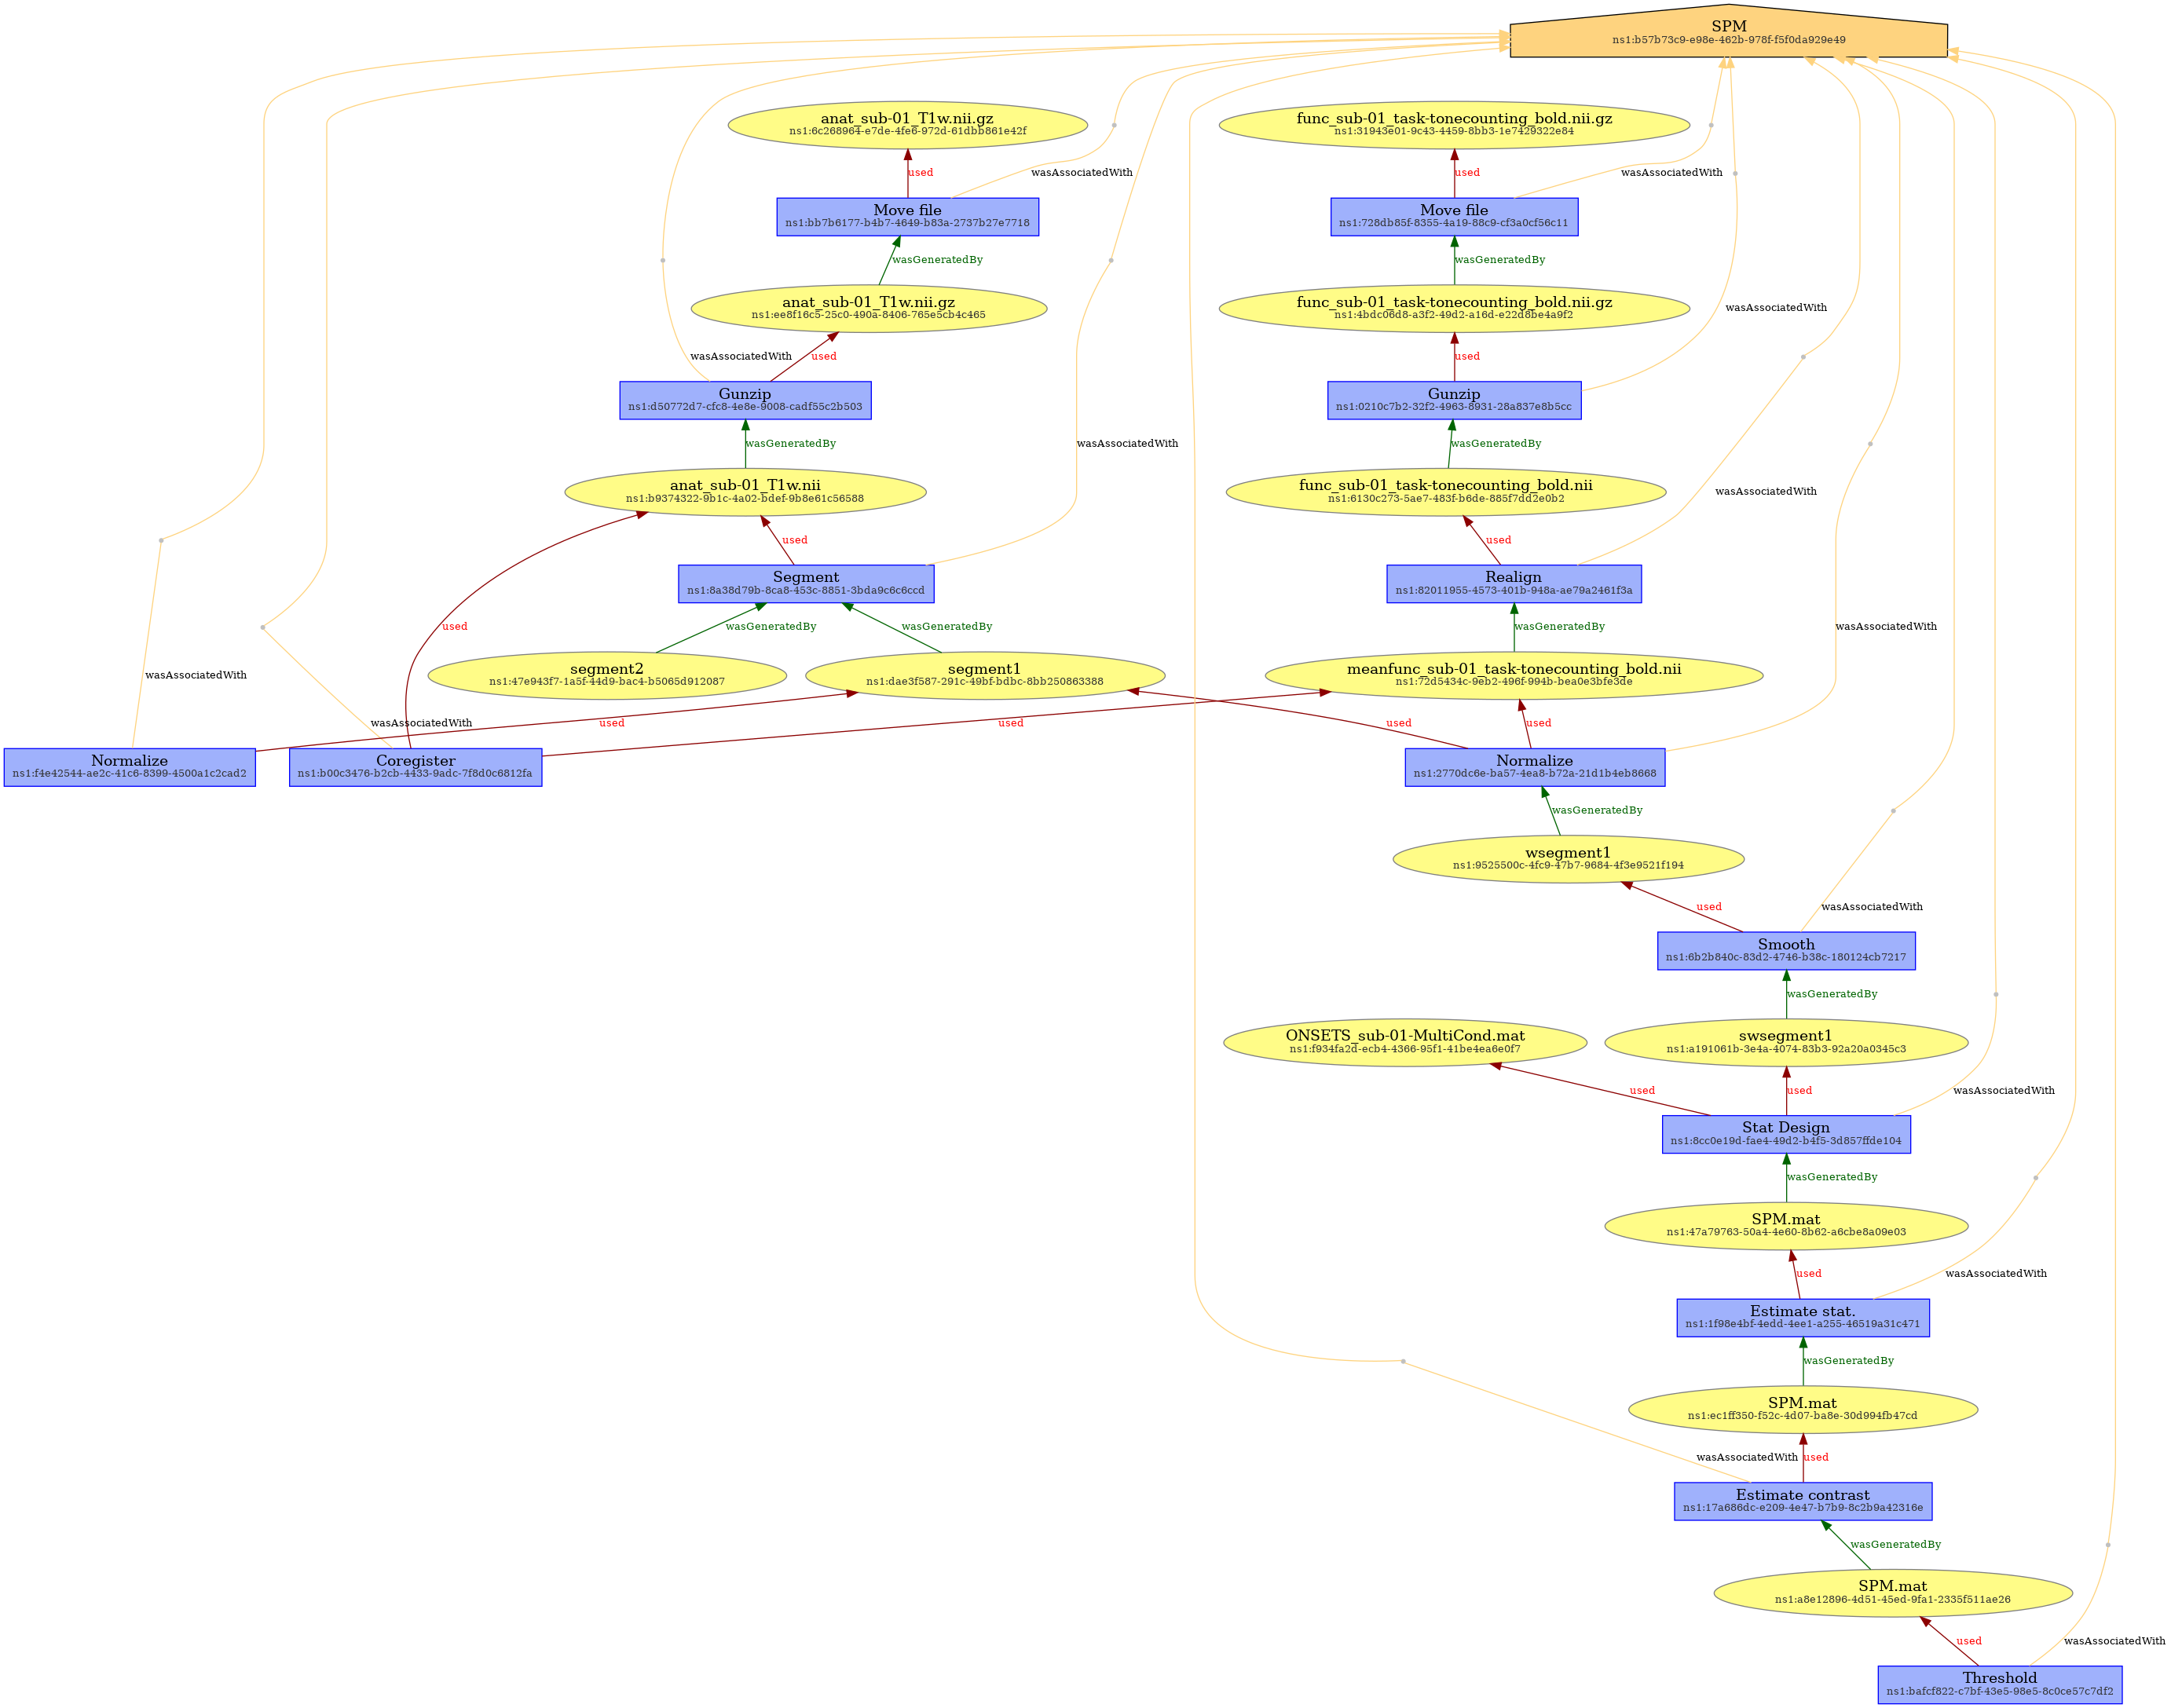 SPM
ns1:b57b73c9-e98e-462b-978f-f5f0da929e49
anat_sub-01_T1w.nii.gz
ns1:6c268964-e7de-4fe6-972d-61dbb861e42f
func_sub-01_task-tonecounting_bold.nii.gz
ns1:31943e01-9c43-4459-8bb3-1e7429322e84
used
wasAssociatedWith
used
wasAssociatedWith
Move file
ns1:bb7b6177-b4b7-4649-b83a-2737b27e7718
Move file
ns1:728db85f-8355-4a19-88c9-cf3a0cf56c11
wasGeneratedBy
wasGeneratedBy
anat_sub-01_T1w.nii.gz
ns1:ee8f16c5-25c0-490a-8406-765e5cb4c465
func_sub-01_task-tonecounting_bold.nii.gz
ns1:4bdc06d8-a3f2-49d2-a16d-e22d8be4a9f2
wasAssociatedWith
wasAssociatedWith
used
used
Gunzip
ns1:d50772d7-cfc8-4e8e-9008-cadf55c2b503
Gunzip
ns1:0210c7b2-32f2-4963-8931-28a837e8b5cc
wasGeneratedBy
wasAssociatedWith
wasGeneratedBy
anat_sub-01_T1w.nii
ns1:b9374322-9b1c-4a02-bdef-9b8e61c56588
func_sub-01_task-tonecounting_bold.nii
ns1:6130c273-5ae7-483f-b6de-885f7dd2e0b2
wasAssociatedWith
used
used
Segment
ns1:8a38d79b-8ca8-453c-8851-3bda9c6c6ccd
Realign
ns1:82011955-4573-401b-948a-ae79a2461f3a
used
wasGeneratedBy
wasGeneratedBy
wasGeneratedBy
wasAssociatedWith
segment2
ns1:47e943f7-1a5f-44d9-bac4-b5065d912087
segment1
ns1:dae3f587-291c-49bf-bdbc-8bb250863388
meanfunc_sub-01_task-tonecounting_bold.nii
ns1:72d5434c-9eb2-496f-994b-bea0e3bfe3de
wasAssociatedWith
wasAssociatedWith
used
used
used
used
Normalize
ns1:f4e42544-ae2c-41c6-8399-4500a1c2cad2
Coregister
ns1:b00c3476-b2cb-4433-9adc-7f8d0c6812fa
Normalize
ns1:2770dc6e-ba57-4ea8-b72a-21d1b4eb8668
wasGeneratedBy
wsegment1
ns1:9525500c-4fc9-47b7-9684-4f3e9521f194
used
wasAssociatedWith
Smooth
ns1:6b2b840c-83d2-4746-b38c-180124cb7217
wasGeneratedBy
ONSETS_sub-01-MultiCond.mat
ns1:f934fa2d-ecb4-4366-95f1-41be4ea6e0f7
swsegment1
ns1:a191061b-3e4a-4074-83b3-92a20a0345c3
used
used
wasAssociatedWith
Stat Design
ns1:8cc0e19d-fae4-49d2-b4f5-3d857ffde104
wasGeneratedBy
SPM.mat
ns1:47a79763-50a4-4e60-8b62-a6cbe8a09e03
used
wasAssociatedWith
Estimate stat.
ns1:1f98e4bf-4edd-4ee1-a255-46519a31c471
wasGeneratedBy
SPM.mat
ns1:ec1ff350-f52c-4d07-ba8e-30d994fb47cd
wasAssociatedWith
used
Estimate contrast
ns1:17a686dc-e209-4e47-b7b9-8c2b9a42316e
wasGeneratedBy
SPM.mat
ns1:a8e12896-4d51-45ed-9fa1-2335f511ae26
used
wasAssociatedWith
Threshold
ns1:bafcf822-c7bf-43e5-98e5-8c0ce57c7df2